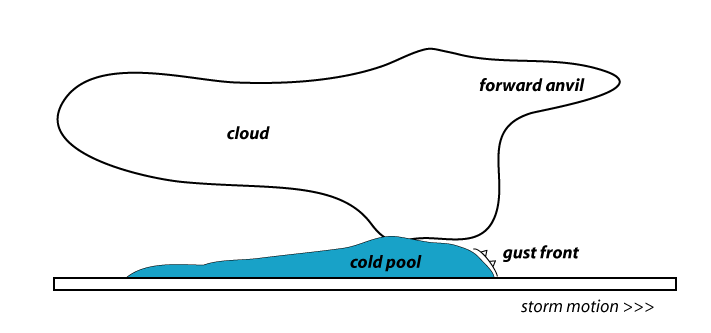 forward anvil
cloud
gust front
cold pool
storm motion >>>